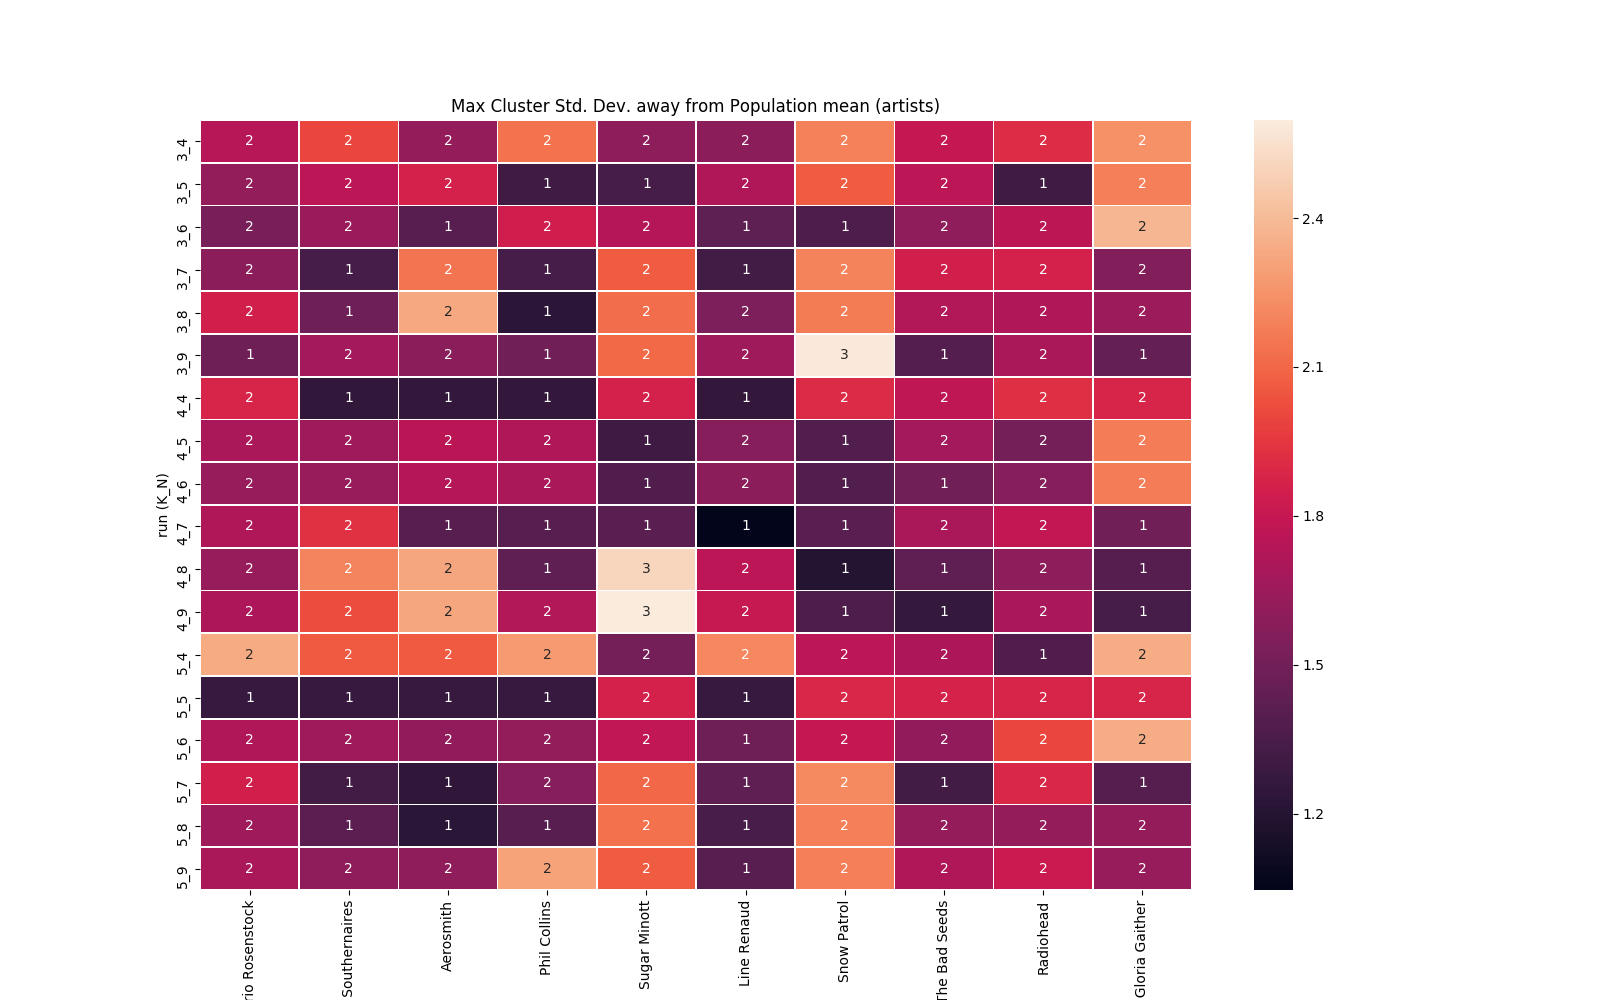 Max Cluster Std. Dev. away from Population mean (artists)
run (K_N)
3_4 2 2 2 2 2 2 2 2 2 2
3_5 2 2 2 1 1 2 2 2 1 2
3_6 2 2 1 2 2 1 1 2 2 2
3_7 2 1 2 1 2 1 2 2 2 2
3_8 2 1 2 1 2 2 2 2 2 2
3_9 1 2 2 1 2 2 3 1 2 1
4_4 2 1 1 1 2 1 2 2 2 2
4_5 2 2 2 2 1 2 1 2 2 2
4_6 2 2 2 2 1 2 1 1 2 2
4_7 2 2 1 1 1 1 1 2 2 1
4_8 2 2 2 1 3 2 1 1 2 1
4_9 2 2 2 2 3 2 1 1 2 1
5_4 2 2 2 2 2 2 2 2 1 2
5_5 1 1 1 1 2 1 2 2 2 2
5_6 2 2 2 2 2 1 2 2 2 2
5_7 2 1 1 2 2 1 2 1 2 1
5_8 2 1 1 1 2 1 2 2 2 2
5_9 2 2 2 2 2 1 2 2 2 2
Rosenstock
Southernaires
Aerosmith
Phil Collins
Sugar Minott
Line Renaud
Snow Patrol
The Bad Seeds
Radiohead
Gloria Gaither
2.4
2.1
1.8
1.5
1.2